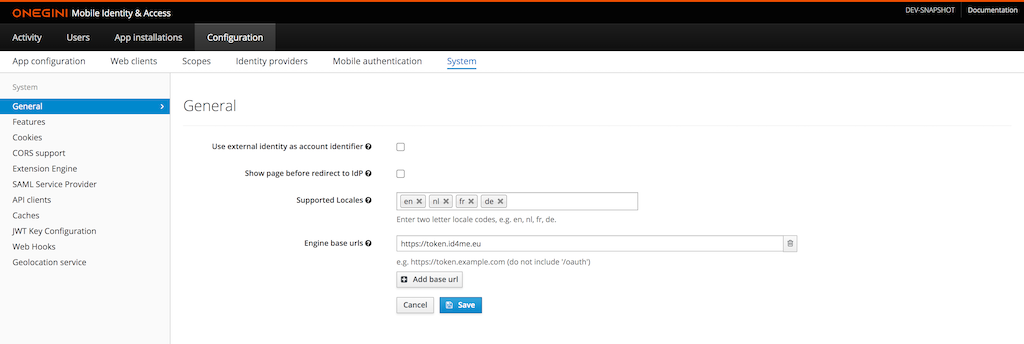 ONEGINI Mobile Identity & Access
DEV-SNAPSHOT Documentation
Activity Users App installations Configuration
App configuration Web clients Scopes Identity providers Mobile authentication System
System
General
Features
Cookies
CORS support
Extension Engine
SAML Service Provider
API clients
Caches
JWT Key Configuration
Web Hooks
Geolocation service
General
Use external identity as account identifier
Show page before redirect to IdP
Supported Locales
en nl fr de
Enter two letter locale codes, e.g. en, nl, fr, de.
Engine base urls
https://token.id4me.eu
e.g. https://token.example.com (do not include '/oauth')
Add base url
Cancel Save